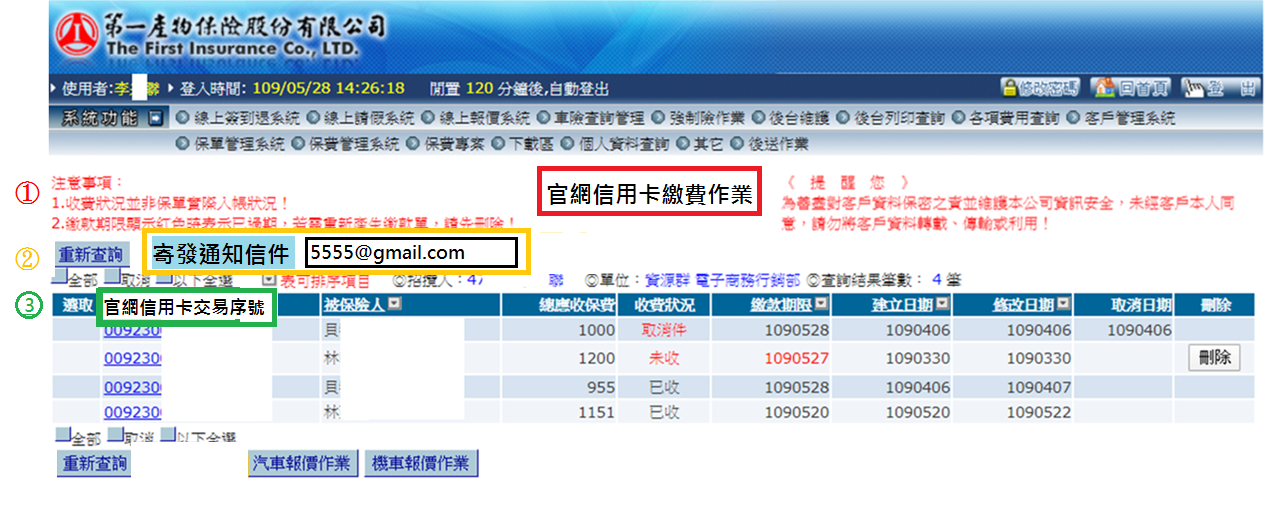 第一產物保險股份有限公司
The First Insurance Co., LTD.
使用者:李 聯 登入時間: 109/05/28 14:26:18 閒置 120 分鐘後,自動登出 修改密碼 回首頁 登 出
系統功能 線上簽到退系統 線上請假系統 線上報價系統 車險查詢管理 強制險作業 後台維護 後台列印查詢 各項費用查詢 客戶管理系統
保單管理系統 保費管理系統 保費專案 下載區 個人資料查詢 其它 後送作業
① 注意事項：
1.收費狀況並非保單實際入帳狀況！
2.繳款期限顯示紅色時表示已過期，若需重新產生繳款單，請先刪除！
官網信用卡繳費作業
《 提 醒 您 》
為善盡對客戶資料保密之責並維護本公司資訊安全，未經客戶本人同
意，請勿將客戶資料轉載、傳輸或利用！
② 重新查詢 寄發通知信件 5555@gmail.com
全部 取消 以下全選 表可排序項目 ◎招攬人：47 聯 ◎單位：資源群 電子商務行銷部 ◎查詢結果筆數： 4 筆
③ 選取 官網信用卡交易序號 被保險人 總應收保費 收費狀況 繳款期限 建立日期 修改日期 取消日期 刪除
009230 1000 取消件 1090528 1090406 1090406 1090406
009230 林 1200 未收 1090527 1090330 1090330 刪除
009230 955 已收 1090528 1090406 1090407
009230 林 1151 已收 1090520 1090520 1090522
全部 取消 以下全選
重新查詢 汽車報價作業 機車報價作業